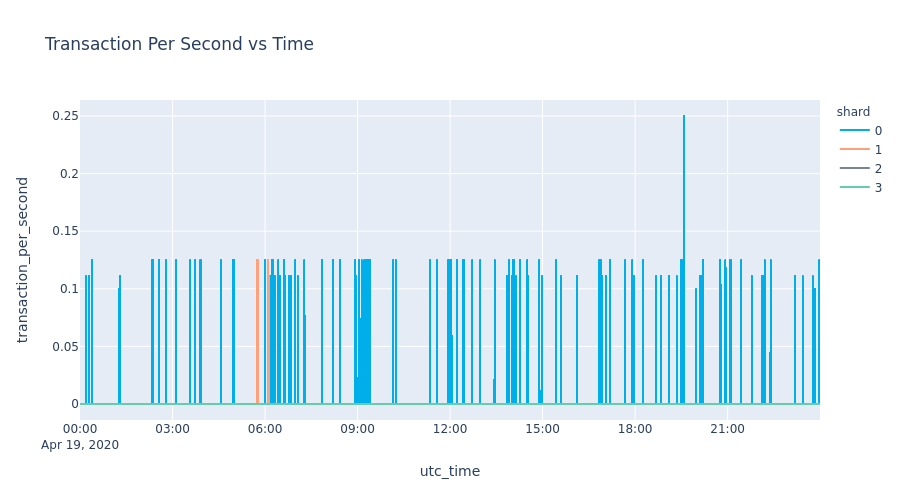 Transaction Per Second vs Time
shard
0
1
2
3
transaction_per_second
0.25
0.2
0.15
0.1
0.05
0
00:00 03:00 06:00 09:00 12:00 15:00 18:00 21:00
Apr 19, 2020
utc_time